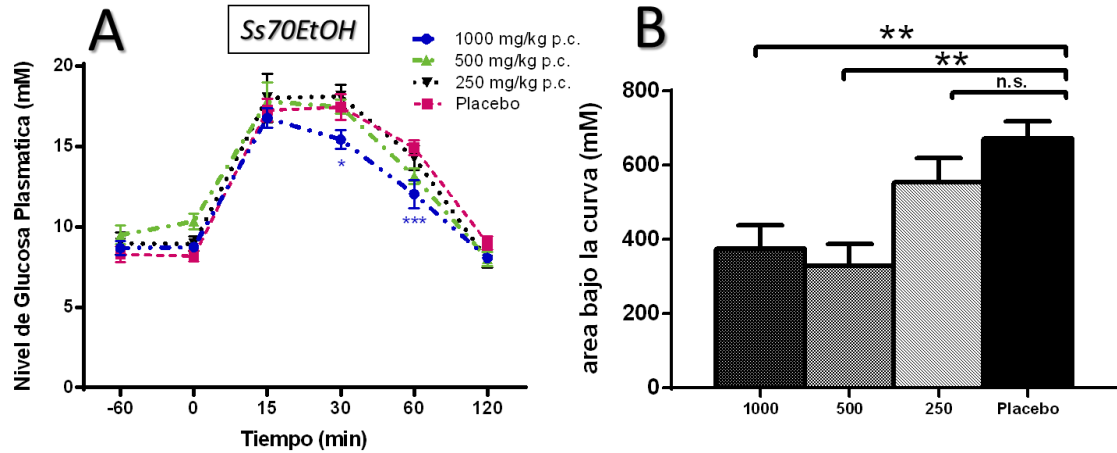 A
Ss70EtOH
1000 mg/kg p.c.
500 mg/kg p.c.
250 mg/kg p.c.
Placebo
Nivel de Glucosa Plasmatica (mM)
20
15
10
5
0
*
***
-60 0 15 30 60 120
Tiempo (min)
B
**
**
n.s.
area bajo la curva (mM)
800
600
400
200
0
1000 500 250 Placebo